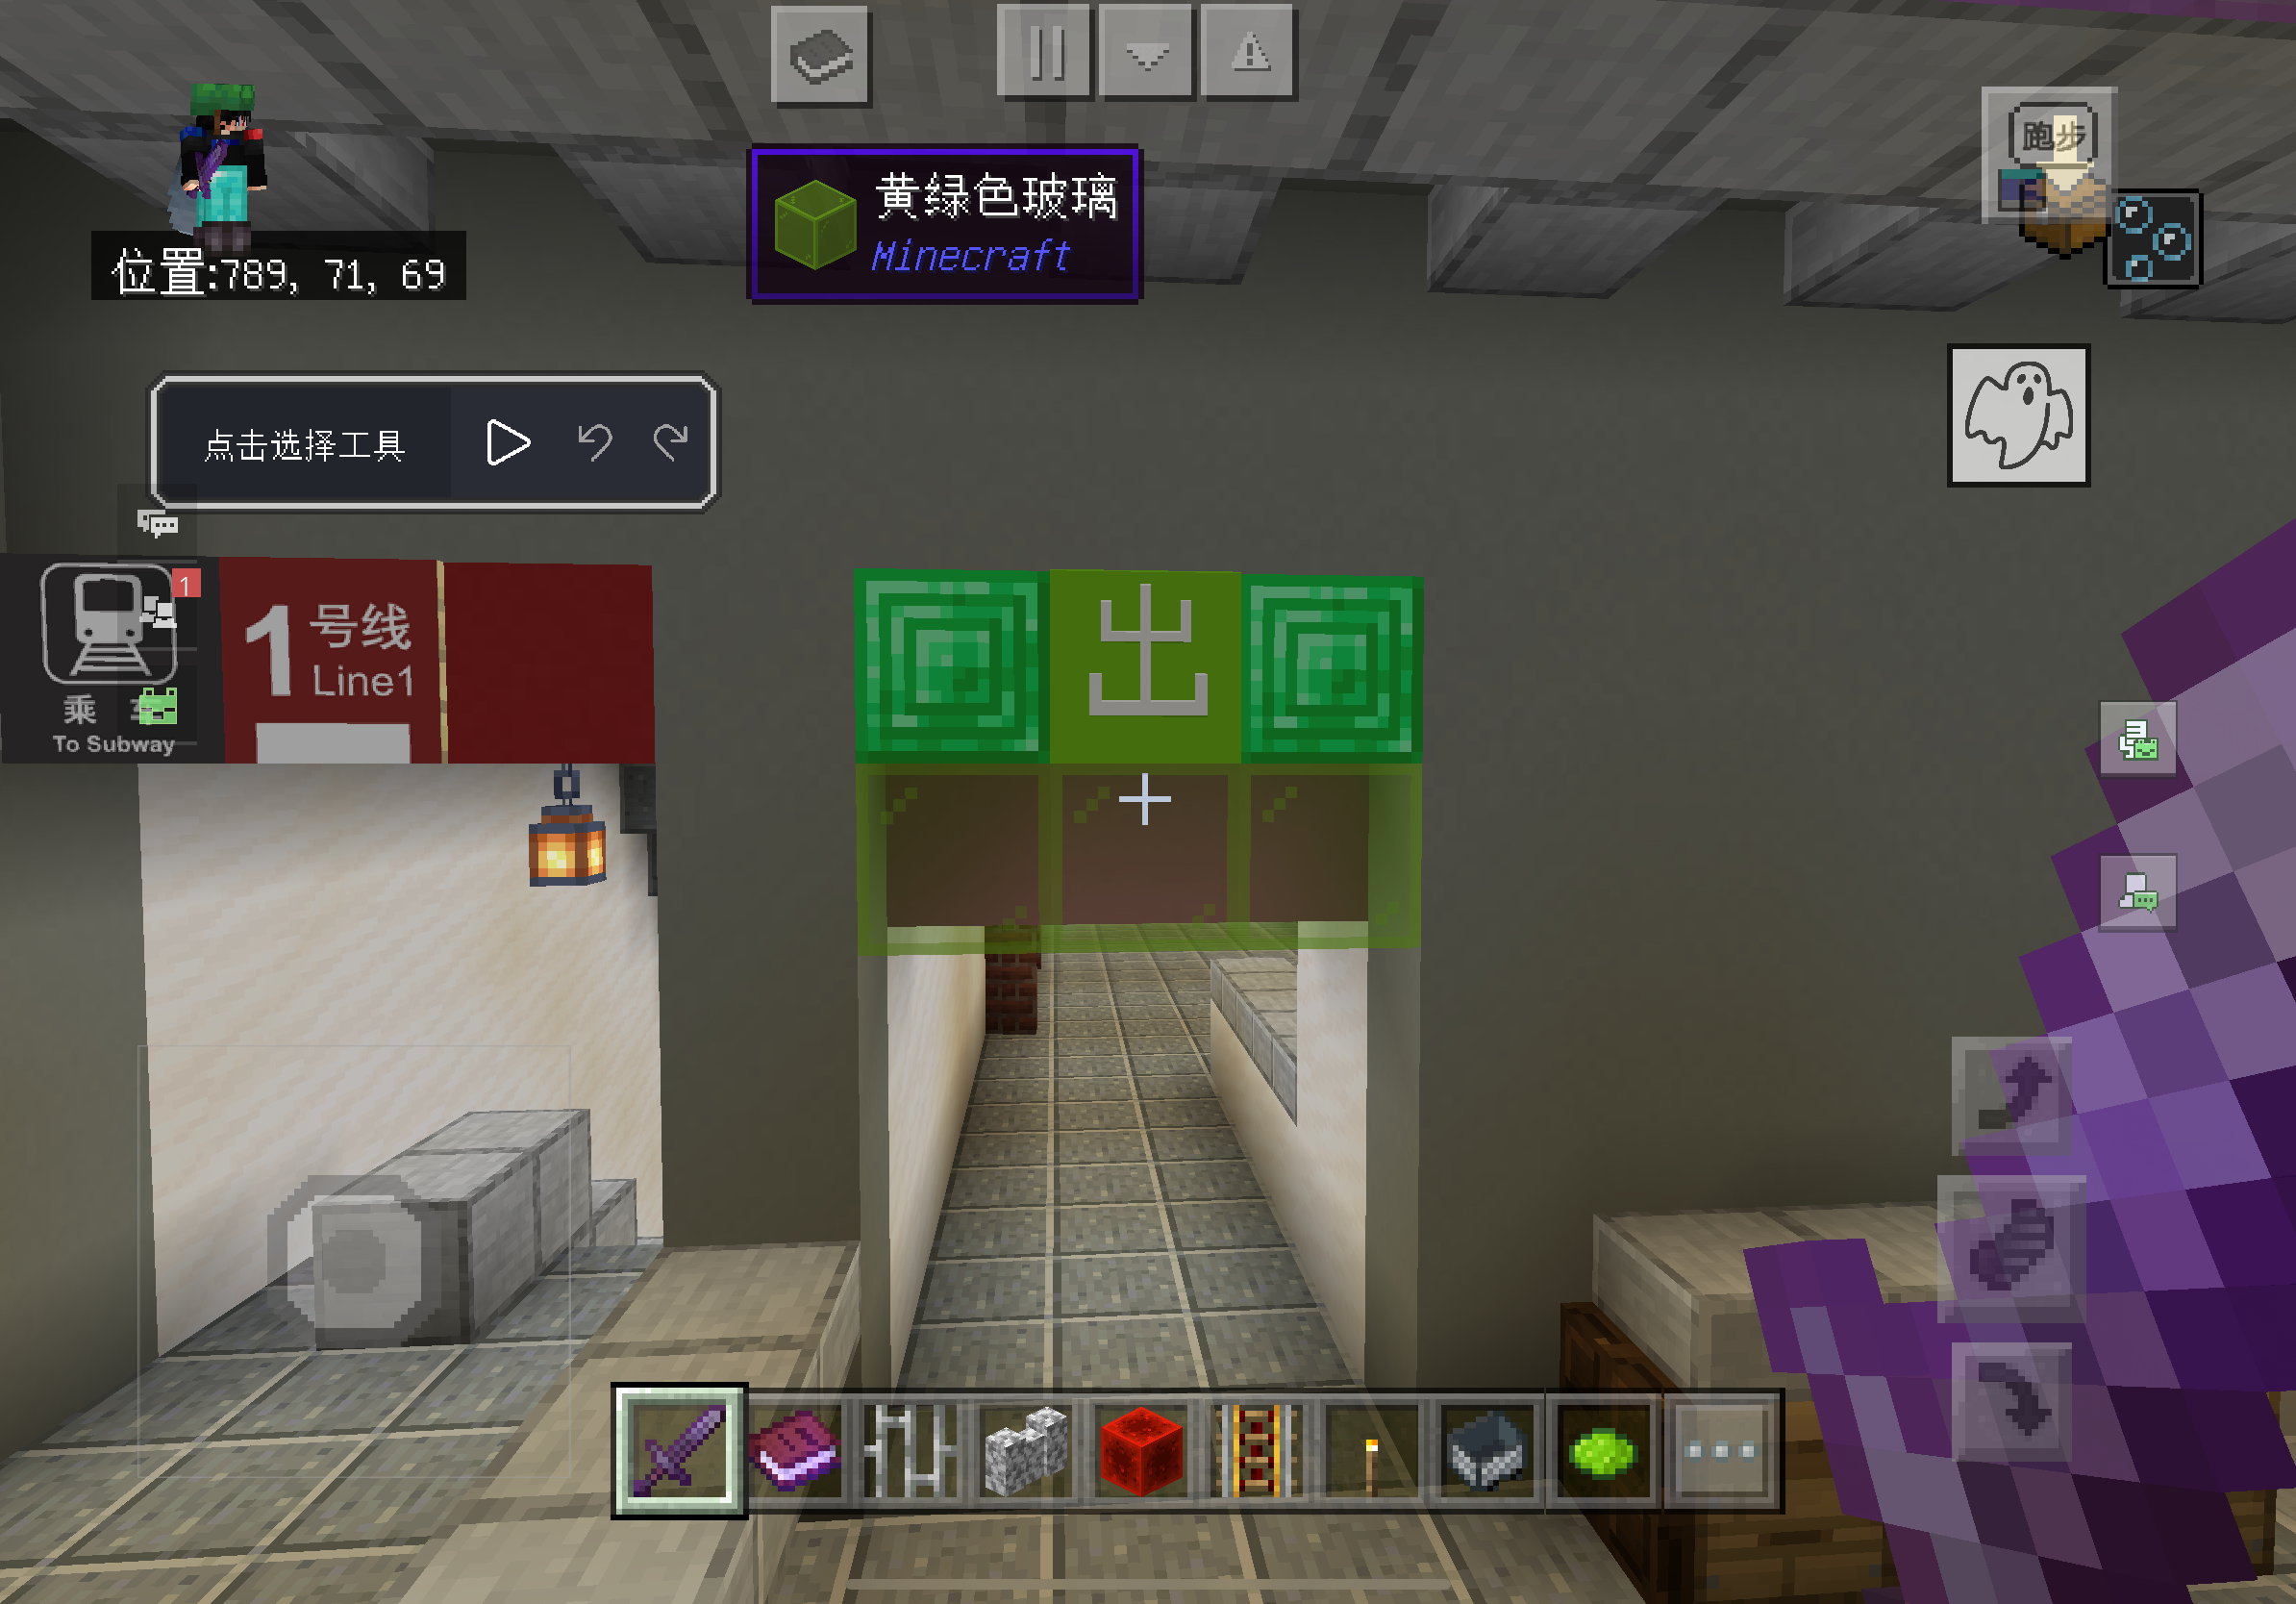 跑步
黄绿色玻璃
Minecraft
位置:789, 71, 69
点击选择工具
1
1号线
Line1
乘
To Subway
出